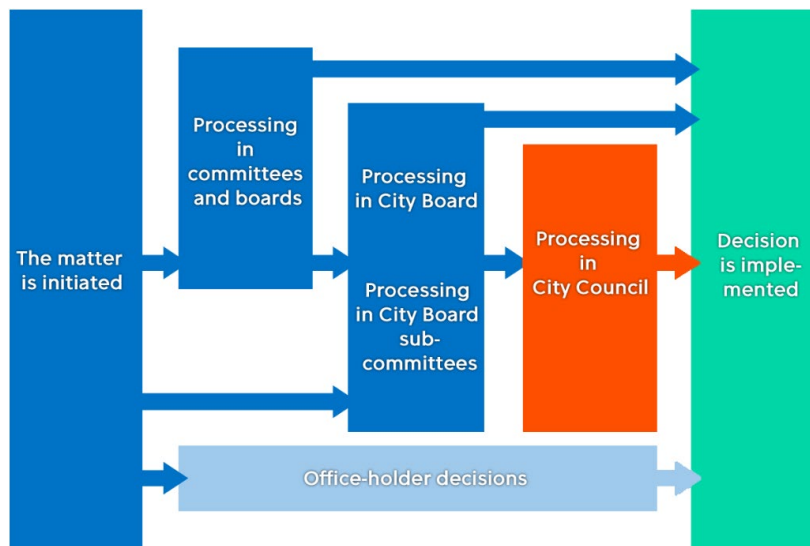 The matter
is initiated
Processing
in
committees
and boards
Processing
in City Board
Processing
in City Board
sub-
committees
Processing
in
City Council
Decision
is imple-
mented
Office-holder decisions